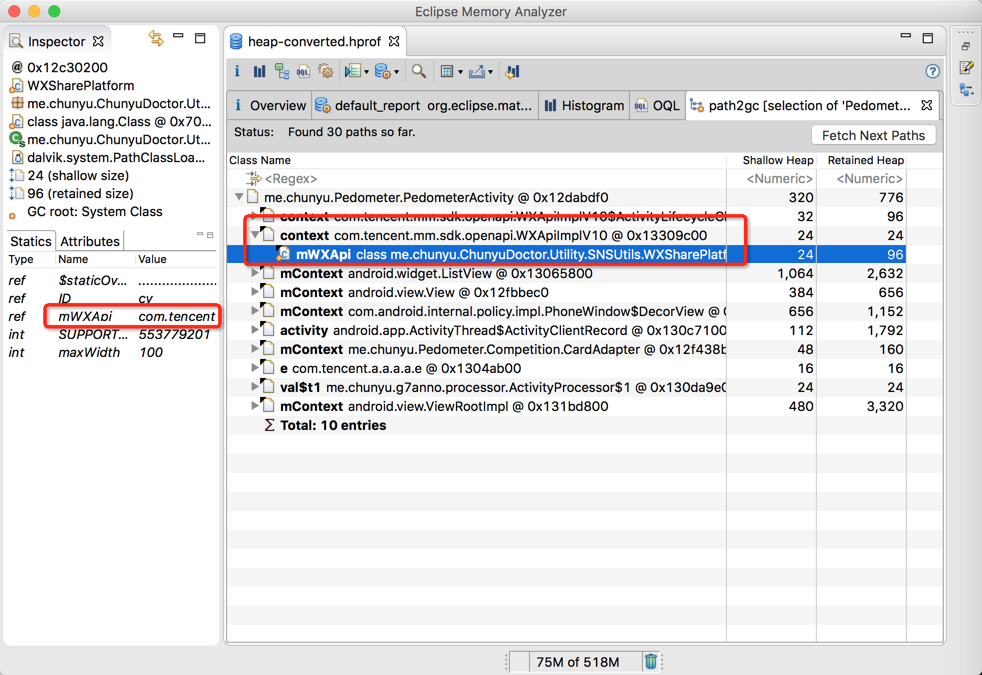 Eclipse Memory Analyzer
Inspector
@ 0x12c30200
WXSharePlatform
me.chunyu.ChunyuDoctor.Ut...
class java.lang.Class @ 0x70...
me.chunyu.ChunyuDoctor.Ut...
dalvik.system.PathClassLoa...
24 (shallow size)
96 (retained size)
GC root: System Class
Statics Attributes
Type Name Value
ref $staticOv... ...................
ref ID cy
ref mWXApi com.tencent
int SUPPORT... 553779201
int maxWidth 100
heap-converted.hprof
i OQL
i Overview default_report org.eclipse.mat... Histogram OQL path2gc [selection of 'Pedomet...
Status: Found 30 paths so far. Fetch Next Paths
Class Name Shallow Heap Retained Heap
<Regex> <Numeric> <Numeric>
me.chunyu.Pedometer.PedometerActivity @ 0x12dabdf0 320 776
context com.tencent.mm.sdk.openapi.WXApiImplV10$ActivityLifecycleC 32 96
context com.tencent.mm.sdk.openapi.WXApiImplV10 @ 0x13309c00 24 24
mWXApi class me.chunyu.ChunyuDoctor.Utility.SNSUtils.WXSharePlatf 24 96
mContext android.widget.ListView @ 0x13065800 1,064 2,632
mContext android.view.View @ 0x12fbbec0 384 656
mContext com.android.internal.policy.impl.PhoneWindow$DecorView @ 656 1,152
activity android.app.ActivityThread$ActivityClientRecord @ 0x130c7100 112 1,792
mContext me.chunyu.Pedometer.Competition.CardAdapter @ 0x12f438b 48 160
e com.tencent.a.a.a.a.e @ 0x1304ab00 16 16
val$t1 me.chunyu.g7anno.processor.ActivityProcessor$1 @ 0x130da9e 24 24
mContext android.view.ViewRootImpl @ 0x131bd800 480 3,320
Σ Total: 10 entries
75M of 518M